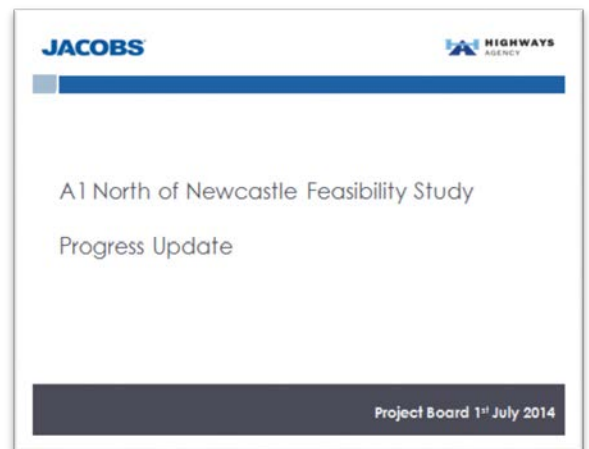 JACOBS
HIGHWAYS
AGENCY
A1 North of Newcastle Feasibility Study
Progress Update
Project Board 1st July 2014